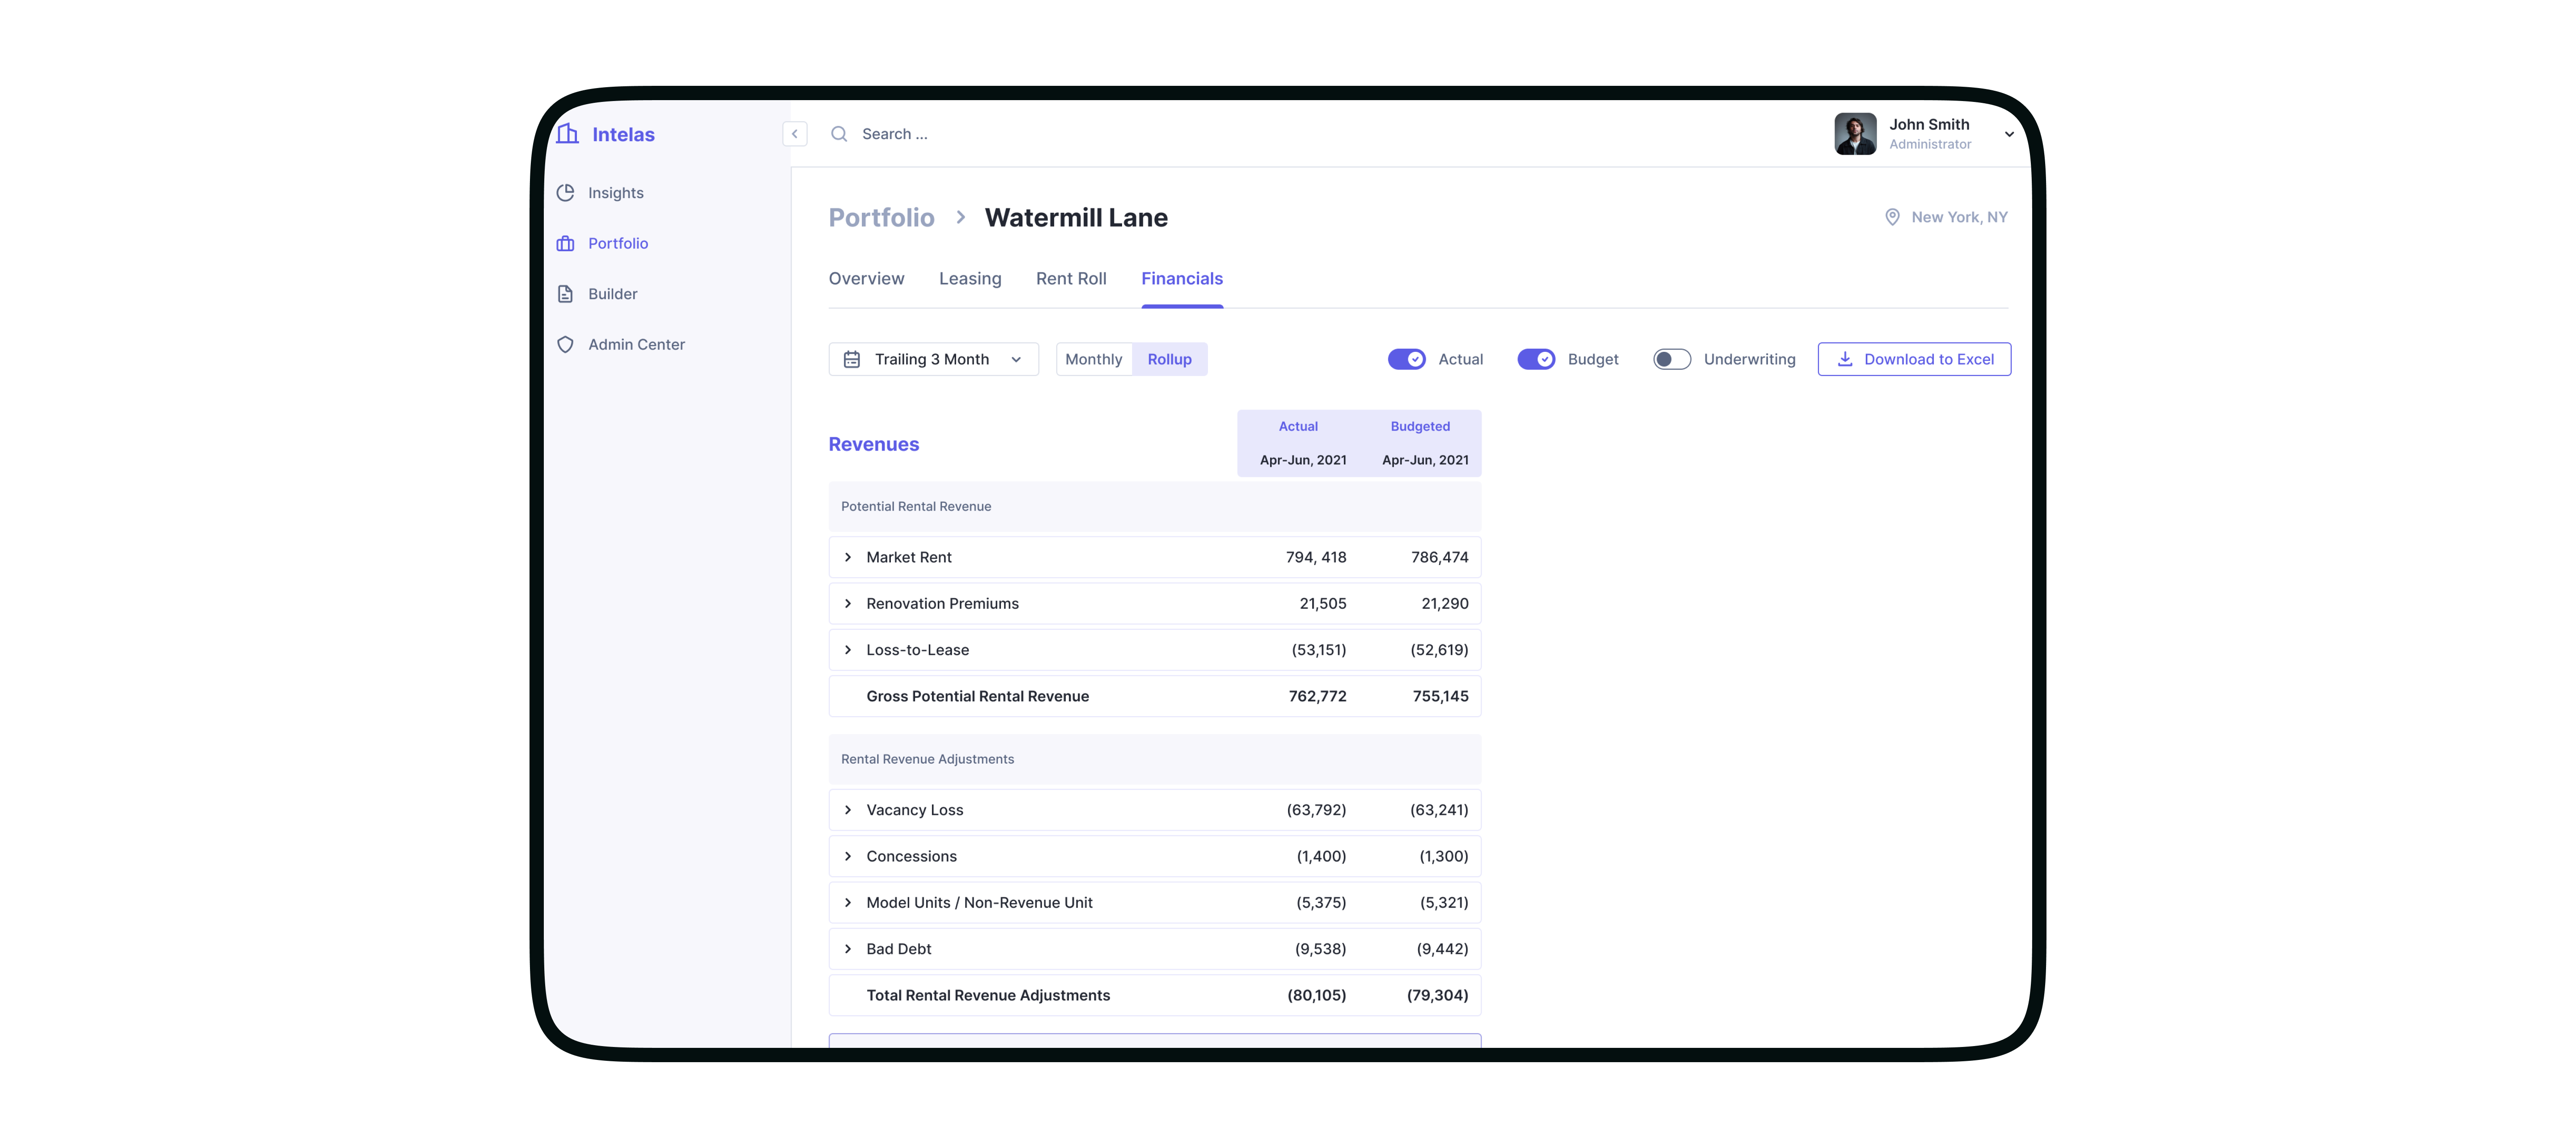 Intelas
Search ...
John Smith
Administrator
Insights
Portfolio
Builder
Admin Center
Portfolio > Watermill Lane
New York, NY
Overview Leasing Rent Roll Financials
Trailing 3 Month Monthly Rollup Actual Budget Underwriting Download to Excel
Revenues
Actual Budgeted
Apr-Jun, 2021 Apr-Jun, 2021
Potential Rental Revenue
Market Rent 794, 418 786,474
Renovation Premiums 21,505 21,290
Loss-to-Lease (53,151) (52,619)
Gross Potential Rental Revenue 762,772 755,145
Rental Revenue Adjustments
Vacancy Loss (63,792) (63,241)
Concessions (1,400) (1,300)
Model Units / Non-Revenue Unit (5,375) (5,321)
Bad Debt (9,538) (9,442)
Total Rental Revenue Adjustments (80,105) (79,304)